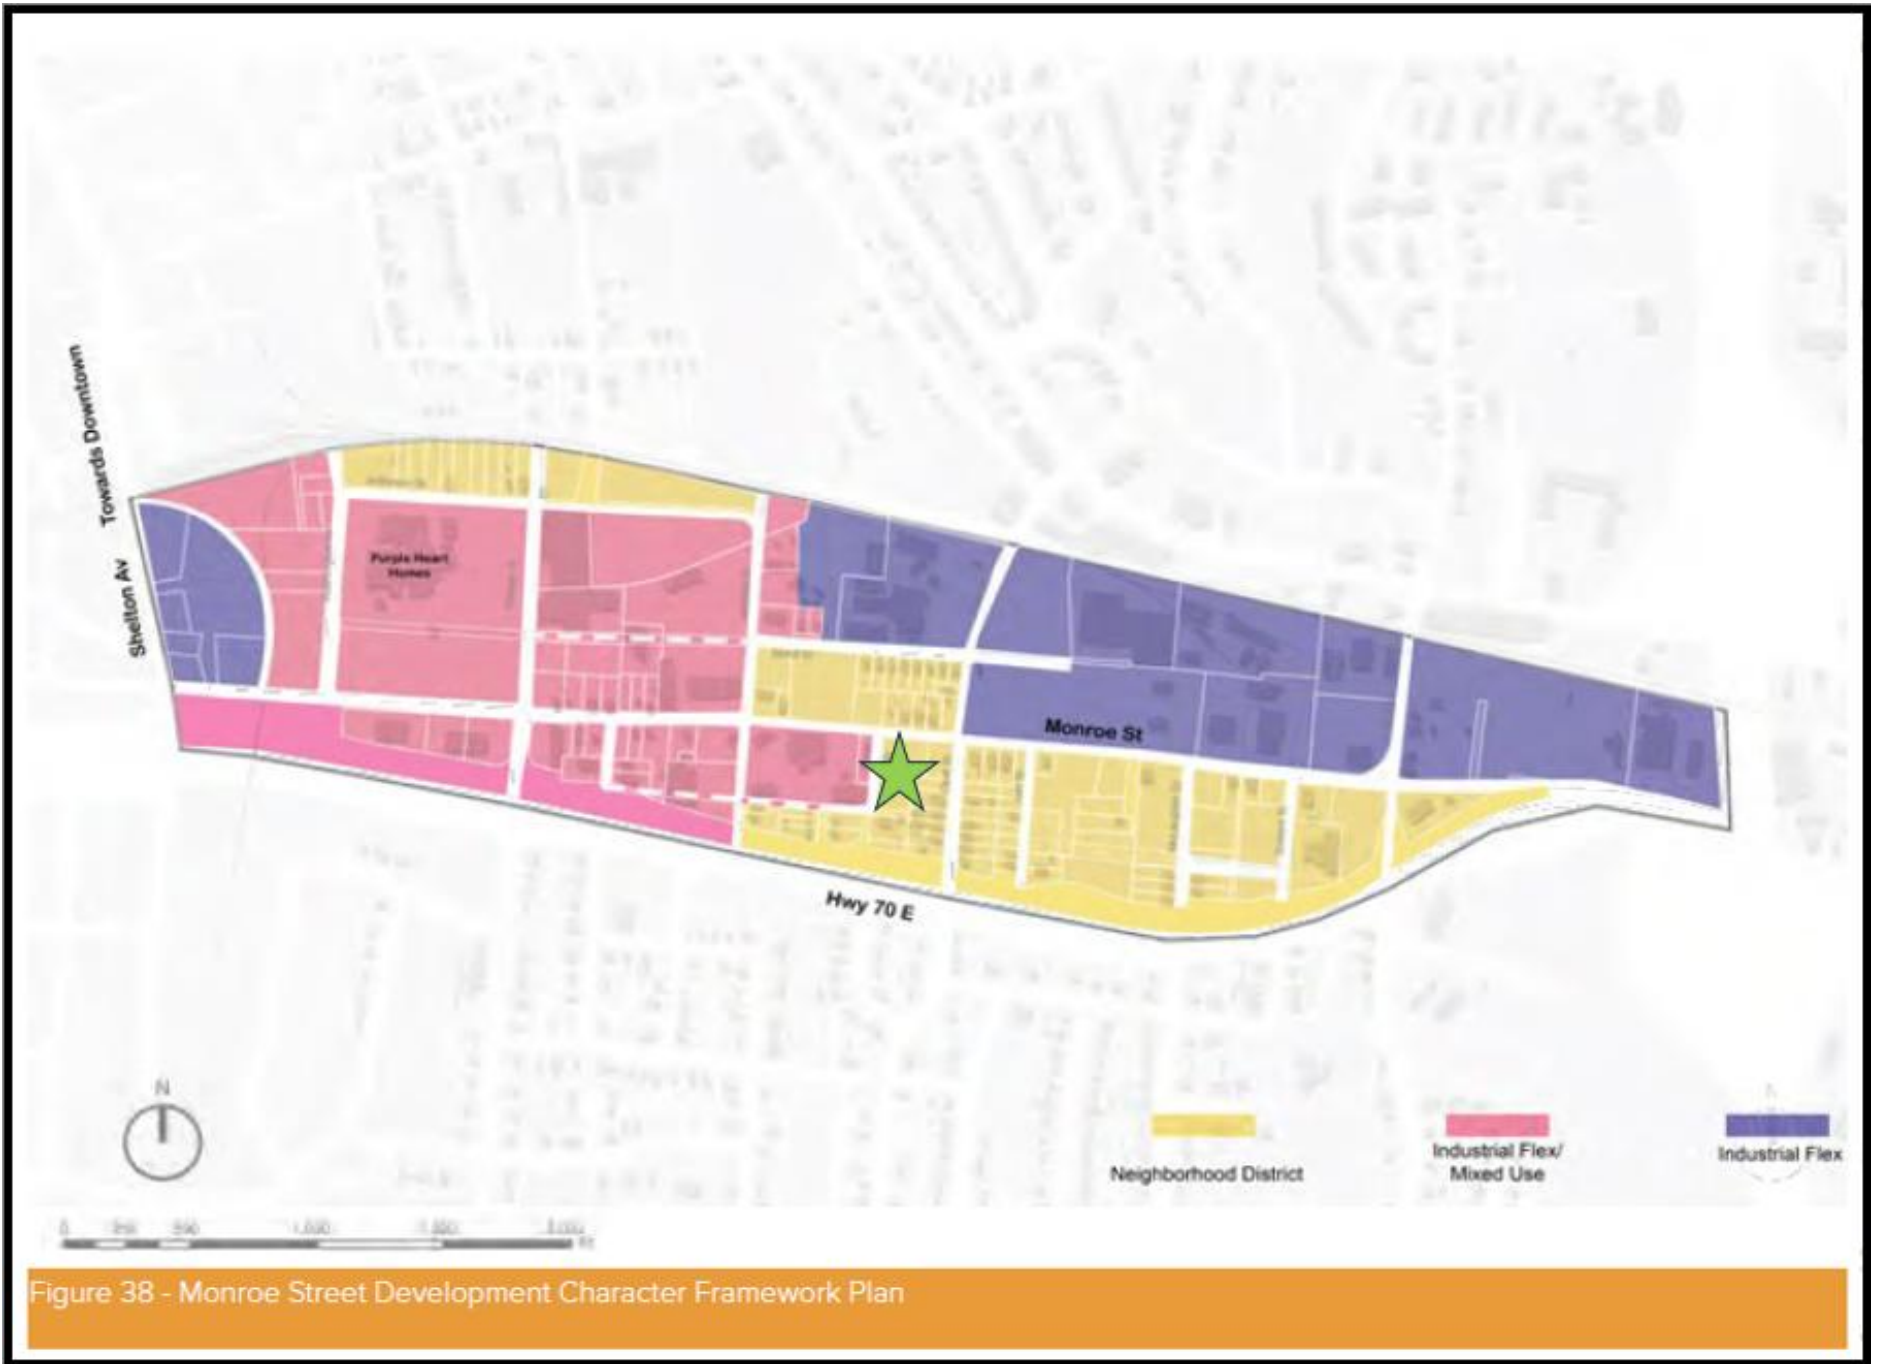 Towards Downtown
Shelton Av
Purple Heart
Homes
Monroe St
Hwy 70 E
N
Neighborhood District
Industrial Flex/
Mixed Use
Industrial Flex
0 500 1,000
Figure 38 - Monroe Street Development Character Framework Plan